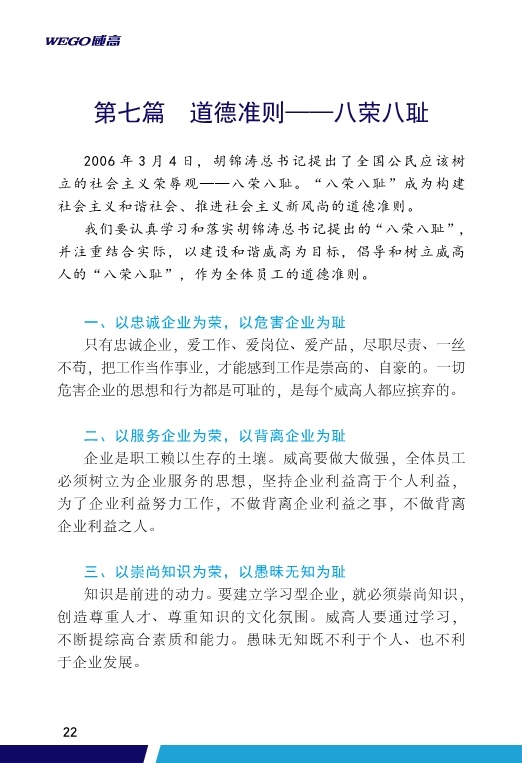 WEGO威高
第七篇 道德准则——八荣八耻
2006 年 3 月 4 日，胡锦涛总书记提出了全国公民应该树
立的社会主义荣辱观——八荣八耻。“八荣八耻”成为构建
社会主义和谐社会、推进社会主义新风尚的道德准则。
我们要认真学习和落实胡锦涛总书记提出的“八荣八耻”，
并注重结合实际，以建设和谐威高为目标，倡导和树立威高
人的“八荣八耻”，作为全体员工的道德准则。
一、以忠诚企业为荣，以危害企业为耻
只有忠诚企业，爱工作、爱岗位、爱产品，尽职尽责、一丝
不苟，把工作当作事业，才能感到工作是崇高的、自豪的。一切
危害企业的思想和行为都是可耻的，是每个威高人都应摈弃的。
二、以服务企业为荣，以背离企业为耻
企业是职工赖以生存的土壤。威高要做大做强，全体员工
必须树立为企业服务的思想，坚持企业利益高于个人利益，
为了企业利益努力工作，不做背离企业利益之事，不做背离
企业利益之人。
三、以崇尚知识为荣，以愚昧无知为耻
知识是前进的动力。要建立学习型企业，就必须崇尚知识，
创造尊重人才、尊重知识的文化氛围。威高人要通过学习，
不断提综高合素质和能力。愚昧无知既不利于个人、也不利
于企业发展。
22